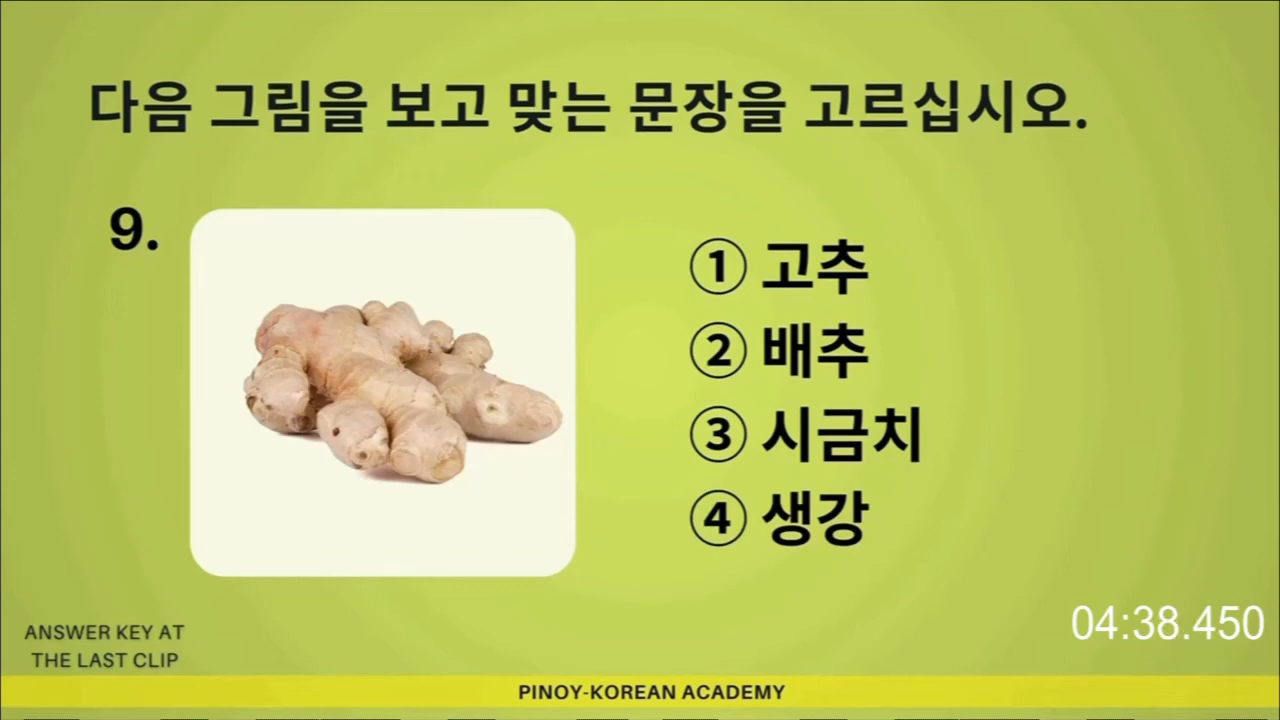 다음 그림을 보고 맞는 문장을 고르십시오.
9.
① 고추
② 배추
③ 시금치
④ 생강
04:38.450
ANSWER KEY AT
THE LAST CLIP
PINOY-KOREAN ACADEMY